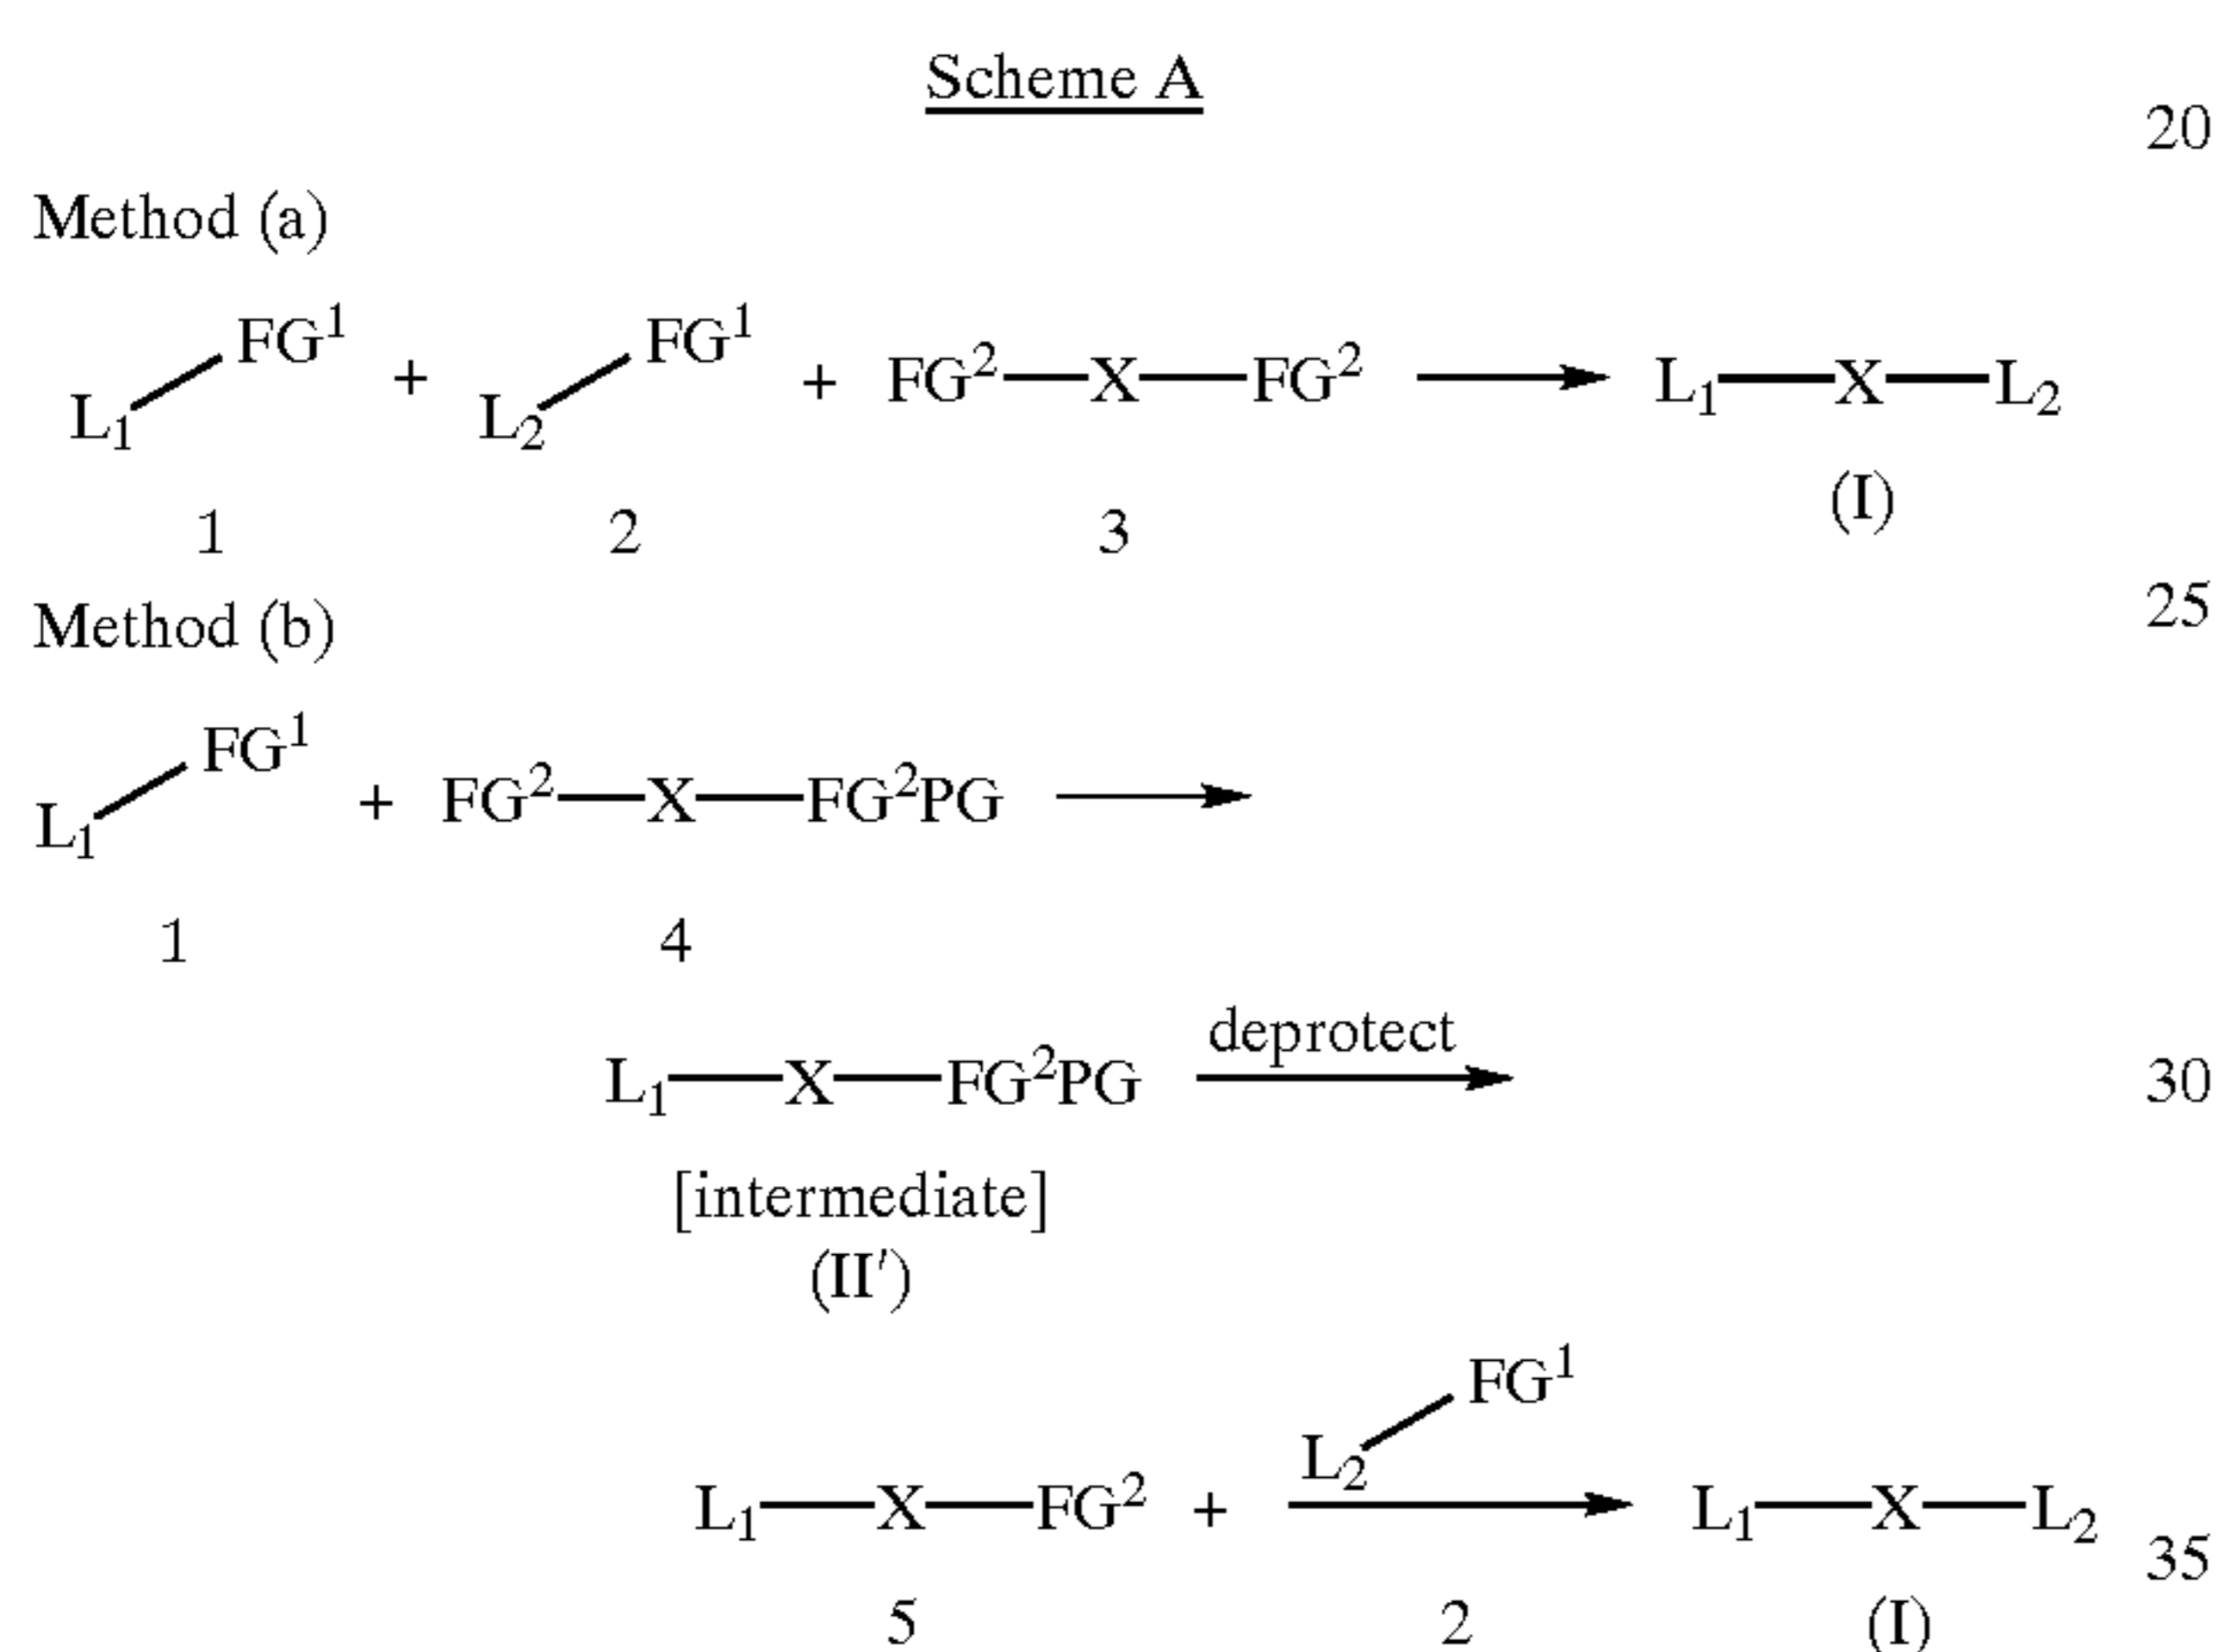 Scheme A
20
Method (a)
L₁—FG¹ + L₂—FG¹ + FG²—X—FG² → L₁—X—L₂
1 2 3 (I)
25
Method (b)
L₁—FG¹ + FG²—X—FG²PG →
1 4
L₁—X—FG²PG deprotect → 30
[intermediate]
(II′)
L₂—FG¹
L₁—X—FG² + → L₁—X—L₂ 35
5 2 (I)